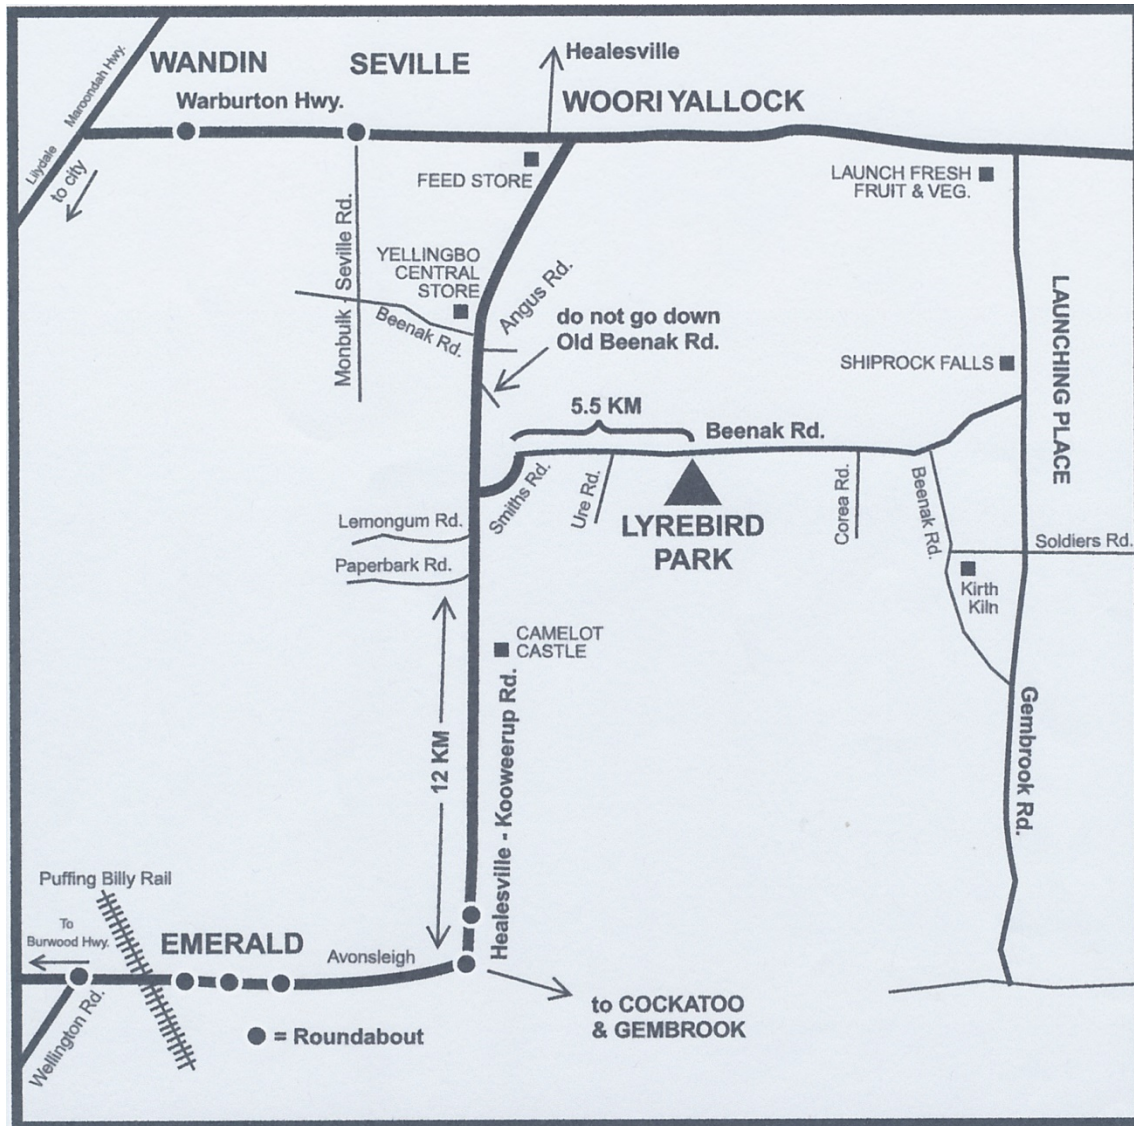 Healesville
WANDIN
SEVILLE
Maroondah Hwy.
Warburton Hwy.
WOORI YALLOCK
Lilydale
to city
FEED STORE
LAUNCH FRESH
FRUIT & VEG.
Monbulk - Seville Rd.
YELLINGBO
CENTRAL
STORE
Angus Rd.
Beenak Rd.
do not go down
Old Beenak Rd.
SHIPROCK FALLS
LAUNCHING PLACE
5.5 KM
Beenak Rd.
Smiths Rd.
Ure Rd.
LYREBIRD
PARK
Corea Rd.
Beenak Rd.
Lemongum Rd.
Soldiers Rd.
Paperbark Rd.
Kirth
Kiln
CAMELOT
CASTLE
12 KM
Healesville - Kooweerup Rd.
Gembrook Rd.
Puffing Billy Rail
To
Burwood Hwy.
EMERALD
Avonsleigh
Wellington Rd.
to COCKATOO
& GEMBROOK
= Roundabout